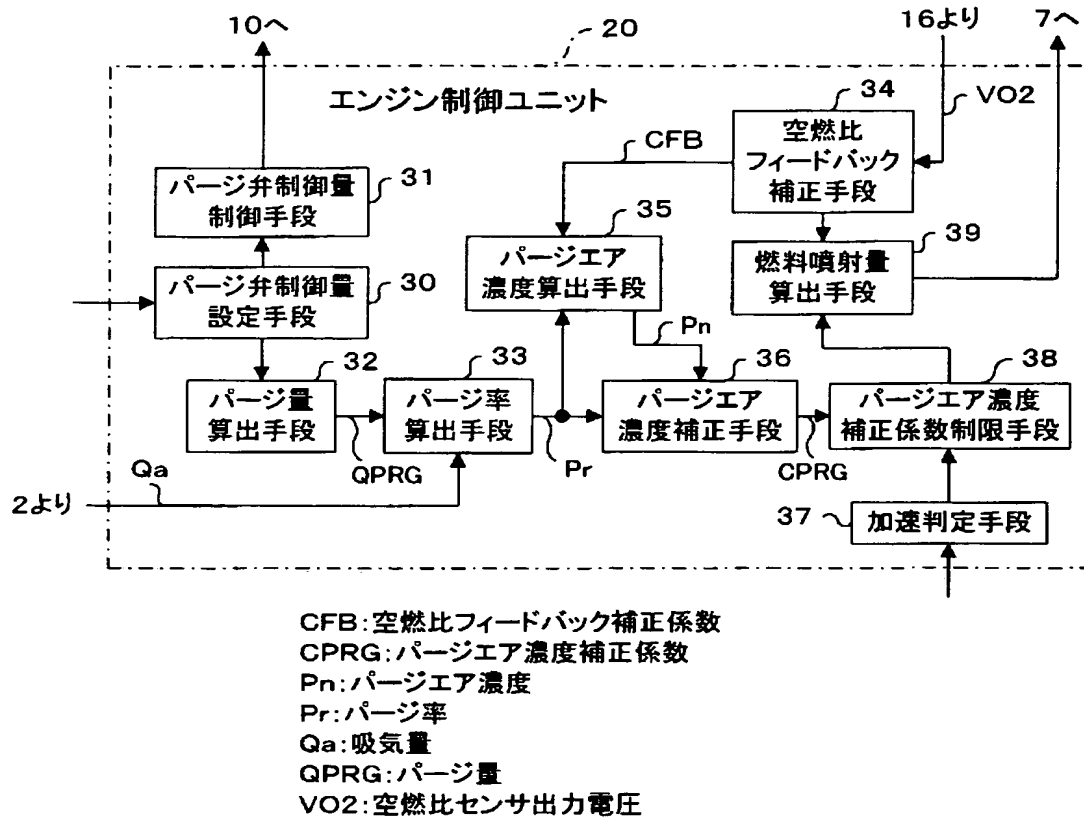 10へ
20
16より
7へ
エンジン制御ユニット
34
VO2
空燃比
フィードバック
補正手段
CFB
31
パージ弁制御量
制御手段
35
パージエア
濃度算出手段
39
燃料噴射量
算出手段
30
パージ弁制御量
設定手段
Pn
32
パージ量
算出手段
33
パージ率
算出手段
36
パージエア
濃度補正手段
38
パージエア濃度
補正係数制限手段
QPRG
Pr
CPRG
Qa
2より
37
加速判定手段
CFB:空燃比フィードバック補正係数
CPRG:パージエア濃度補正係数
Pn:パージエア濃度
Pr:パージ率
Qa:吸気量
QPRG:パージ量
VO2:空燃比センサ出力電圧